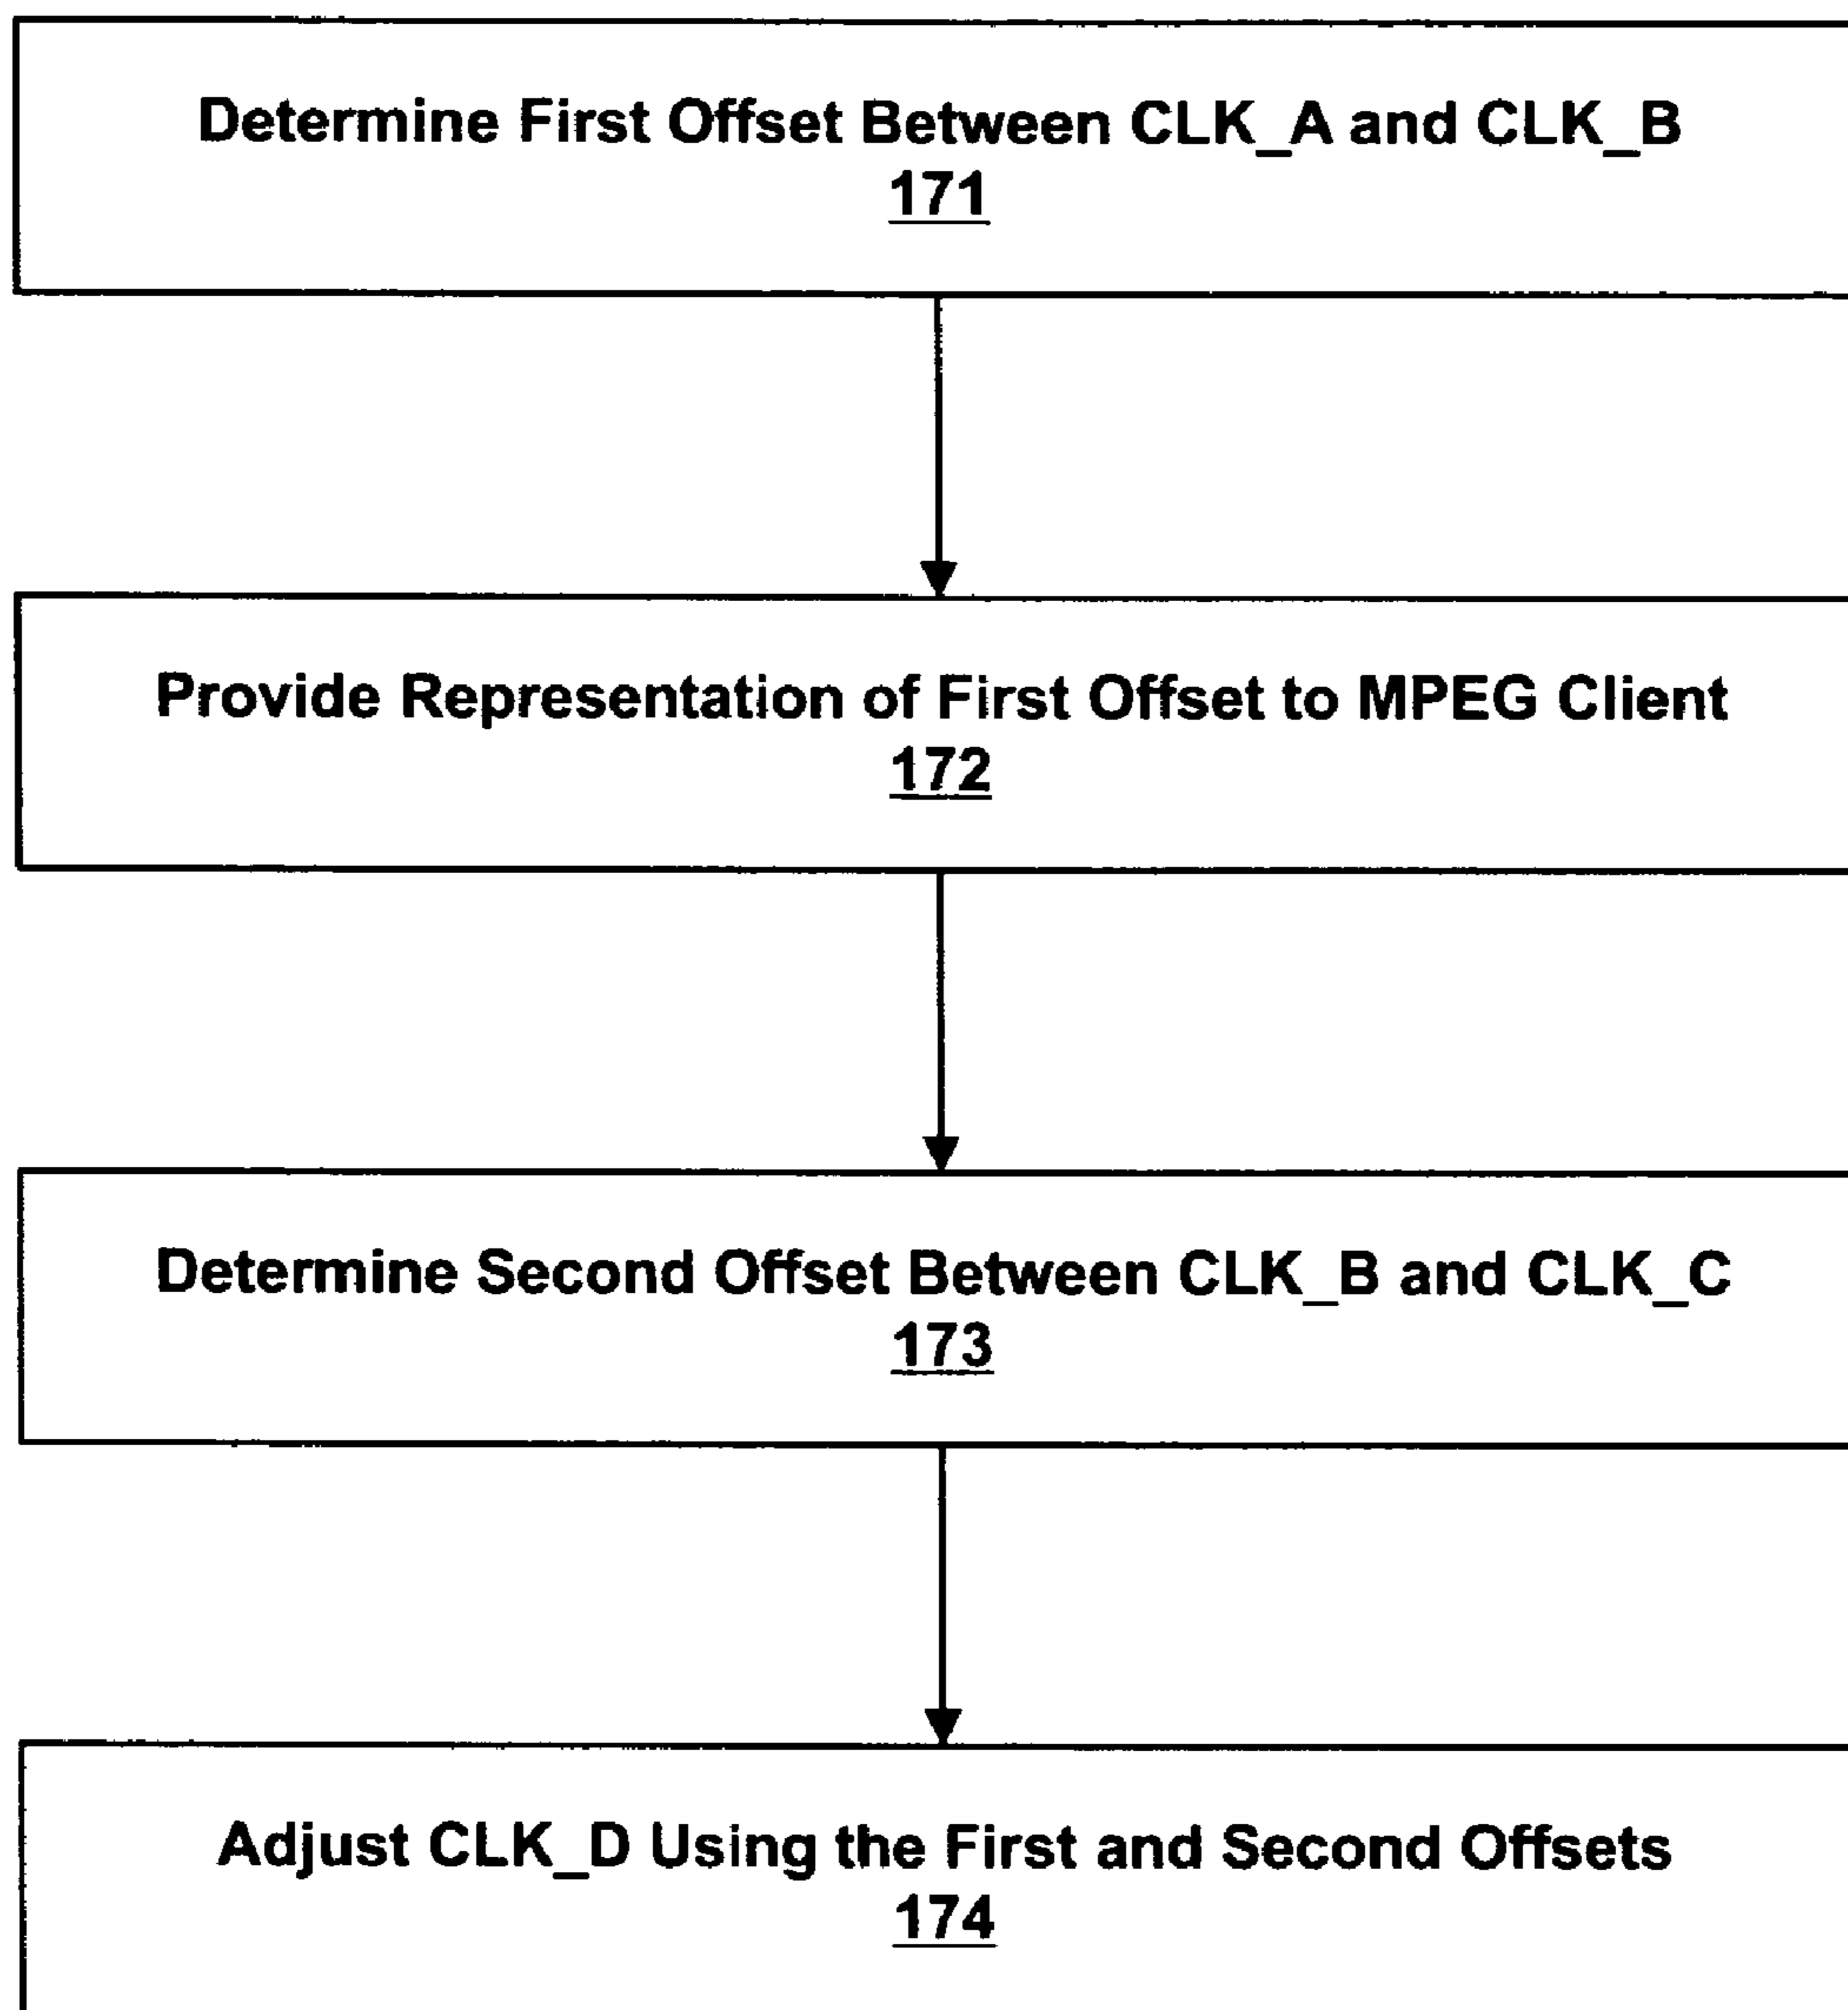 Determine First Offset Between CLK_A and CLK_B
171
Provide Representation of First Offset to MPEG Client
172
Determine Second Offset Between CLK_B and CLK_C
173
Adjust CLK_D Using the First and Second Offsets
174